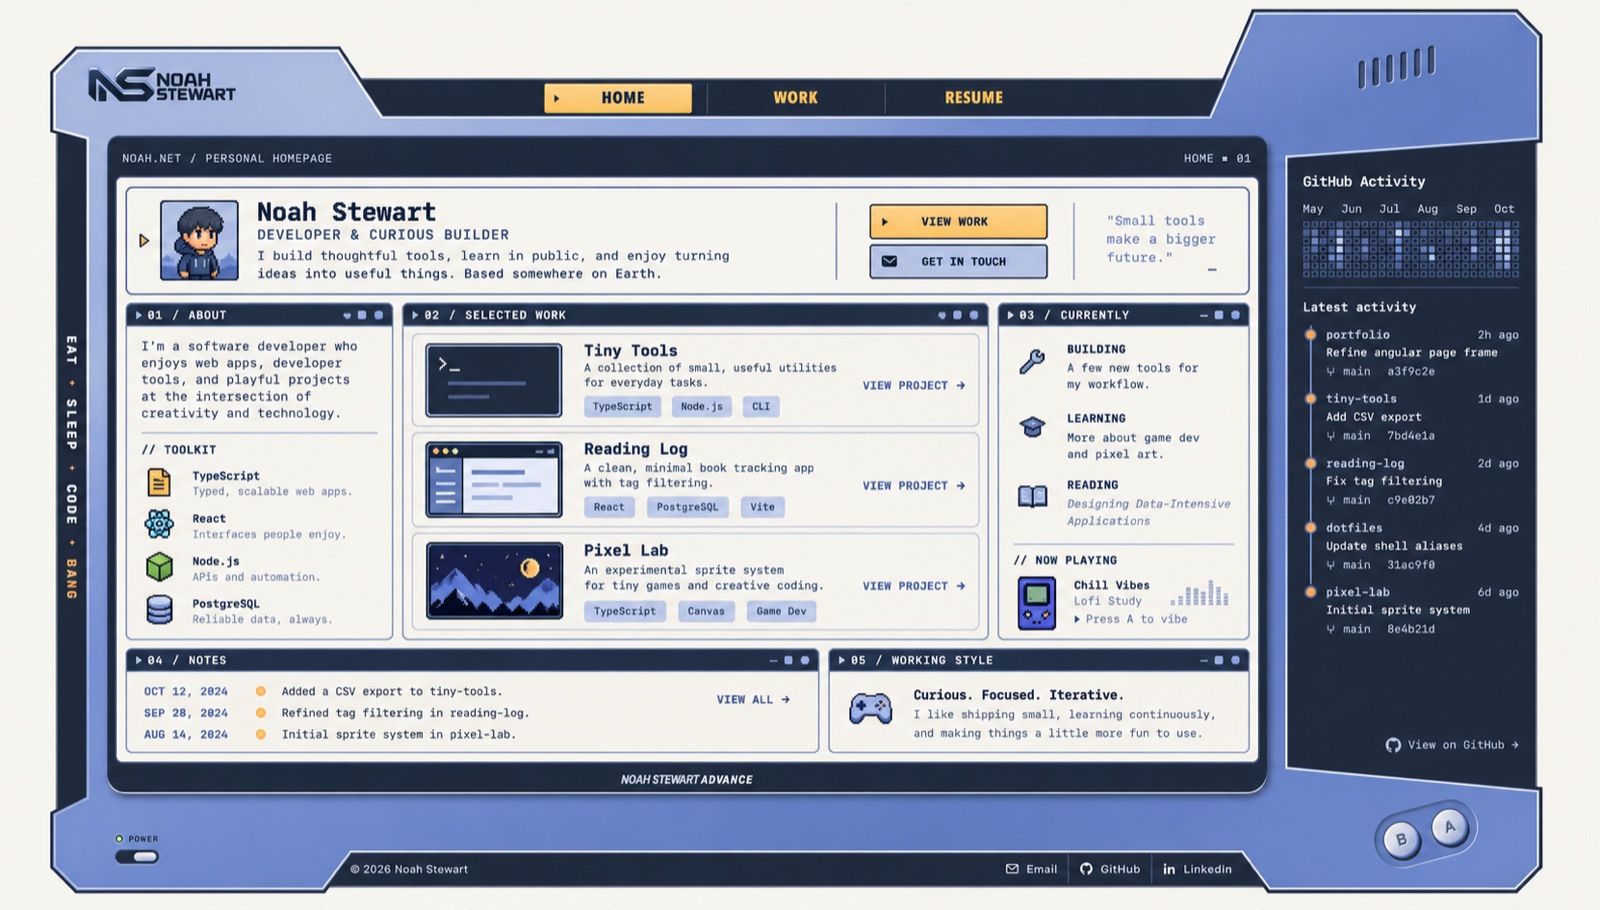 NS NOAH
STEWART
HOME
WORK
RESUME
NOAH.NET / PERSONAL HOMEPAGE
HOME ▪ 01
Noah Stewart
DEVELOPER & CURIOUS BUILDER
I build thoughtful tools, learn in public, and enjoy turning
ideas into useful things. Based somewhere on Earth.
VIEW WORK
GET IN TOUCH
"Small tools
make a bigger
future." _
01 / ABOUT
I'm a software developer who
enjoys web apps, developer
tools, and playful projects
at the intersection of
creativity and technology.
// TOOLKIT
TypeScript
Typed, scalable web apps.
React
Interfaces people enjoy.
Node.js
APIs and automation.
PostgreSQL
Reliable data, always.
02 / SELECTED WORK
>_
Tiny Tools
A collection of small, useful utilities
for everyday tasks.
TypeScript
Node.js
CLI
VIEW PROJECT →
Reading Log
A clean, minimal book tracking app
with tag filtering.
React
PostgreSQL
Vite
VIEW PROJECT →
Pixel Lab
An experimental sprite system
for tiny games and creative coding.
TypeScript
Canvas
Game Dev
VIEW PROJECT →
03 / CURRENTLY
BUILDING
A few new tools for
my workflow.
LEARNING
More about game dev
and pixel art.
READING
Designing Data-Intensive
Applications
// NOW PLAYING
Chill Vibes
Lofi Study
Press A to vibe
04 / NOTES
OCT 12, 2024 Added a CSV export to tiny-tools.
SEP 28, 2024 Refined tag filtering in reading-log.
AUG 14, 2024 Initial sprite system in pixel-lab.
VIEW ALL →
05 / WORKING STYLE
Curious. Focused. Iterative.
I like shipping small, learning continuously,
and making things a little more fun to use.
NOAH STEWART ADVANCE
EAT + SLEEP + CODE + BANG
GitHub Activity
May Jun Jul Aug Sep Oct
Latest activity
portfolio 2h ago
Refine angular page frame
main a3f9c2e
tiny-tools 1d ago
Add CSV export
main 7bd4e1a
reading-log 2d ago
Fix tag filtering
main c9e02b7
dotfiles 4d ago
Update shell aliases
main 31ac9f0
pixel-lab 6d ago
Initial sprite system
main 8e4b21d
View on GitHub →
POWER
B A
© 2026 Noah Stewart
Email
GitHub
in LinkedIn